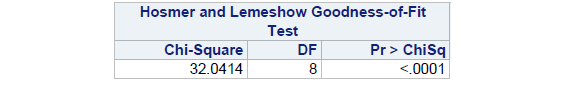 Hosmer and Lemeshow Goodness-of-Fit
Test
Chi-Square DF Pr > ChiSq
32.0414 8 <.0001